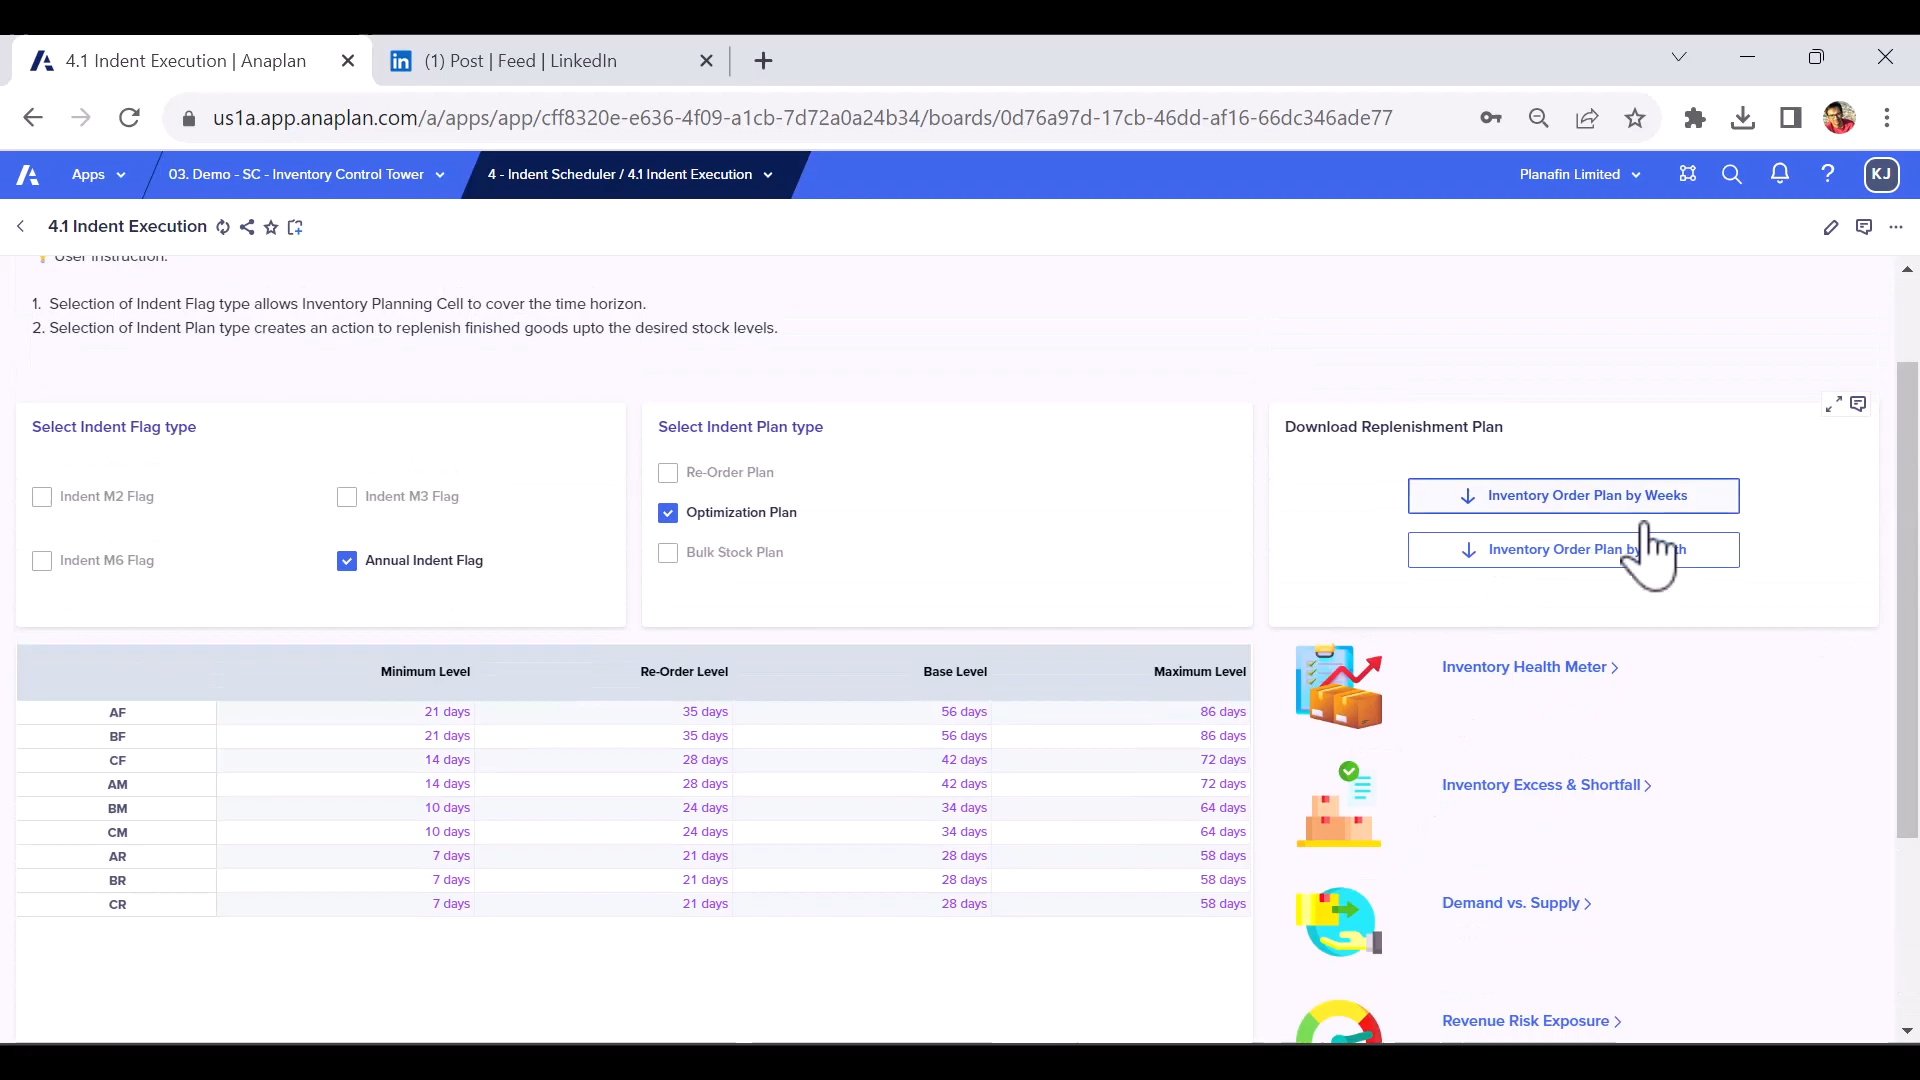 4.1 Indent Execution | Anaplan
(1) Post | Feed | LinkedIn
us1a.app.anaplan.com/a/apps/app/cff8320e-e636-4f09-a1cb-7d72a0a24b34/boards/0d76a97d-17cb-46dd-af16-66dc346ade77
Apps
03. Demo - SC - Inventory Control Tower
4 - Indent Scheduler / 4.1 Indent Execution
Planafin Limited
KJ
4.1 Indent Execution
User Instruction:
1. Selection of Indent Flag type allows Inventory Planning Cell to cover the time horizon.
2. Selection of Indent Plan type creates an action to replenish finished goods upto the desired stock levels.
Select Indent Flag type
Indent M2 Flag
Indent M3 Flag
Indent M6 Flag
Annual Indent Flag
Select Indent Plan type
Re-Order Plan
Optimization Plan
Bulk Stock Plan
Download Replenishment Plan
Inventory Order Plan by Weeks
Inventory Order Plan by
Minimum Level Re-Order Level Base Level Maximum Level
AF 21 days 35 days 56 days 86 days
BF 21 days 35 days 56 days 86 days
CF 14 days 28 days 42 days 72 days
AM 14 days 28 days 42 days 72 days
BM 10 days 24 days 34 days 64 days
CM 10 days 24 days 34 days 64 days
AR 7 days 21 days 28 days 58 days
BR 7 days 21 days 28 days 58 days
CR 7 days 21 days 28 days 58 days
Inventory Health Meter
Inventory Excess & Shortfall
Demand vs. Supply
Revenue Risk Exposure